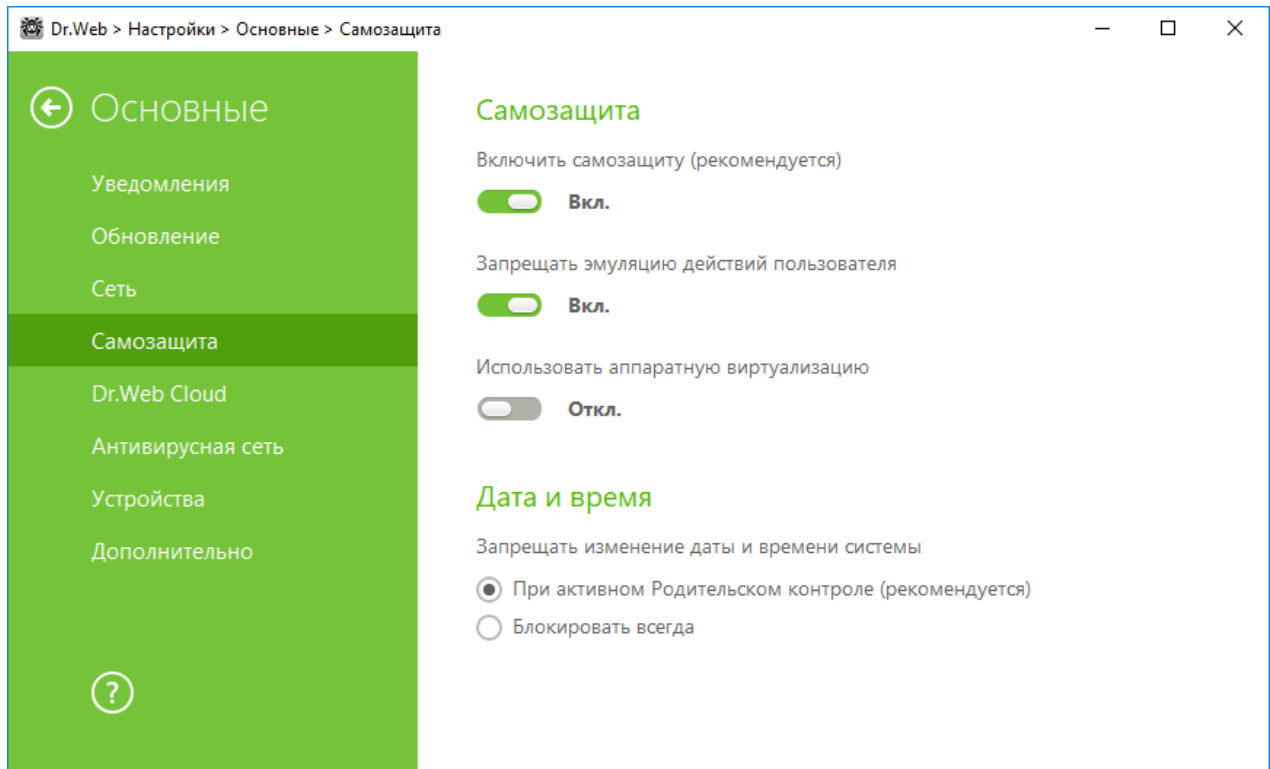 Dr.Web > Настройки > Основные > Самозащита
Основные
Уведомления
Обновление
Сеть
Самозащита
Dr.Web Cloud
Антивирусная сеть
Устройства
Дополнительно
?
Самозащита
Включить самозащиту (рекомендуется)
Вкл.
Запрещать эмуляцию действий пользователя
Вкл.
Использовать аппаратную виртуализацию
Откл.
Дата и время
Запрещать изменение даты и времени системы
При активном Родительском контроле (рекомендуется)
Блокировать всегда